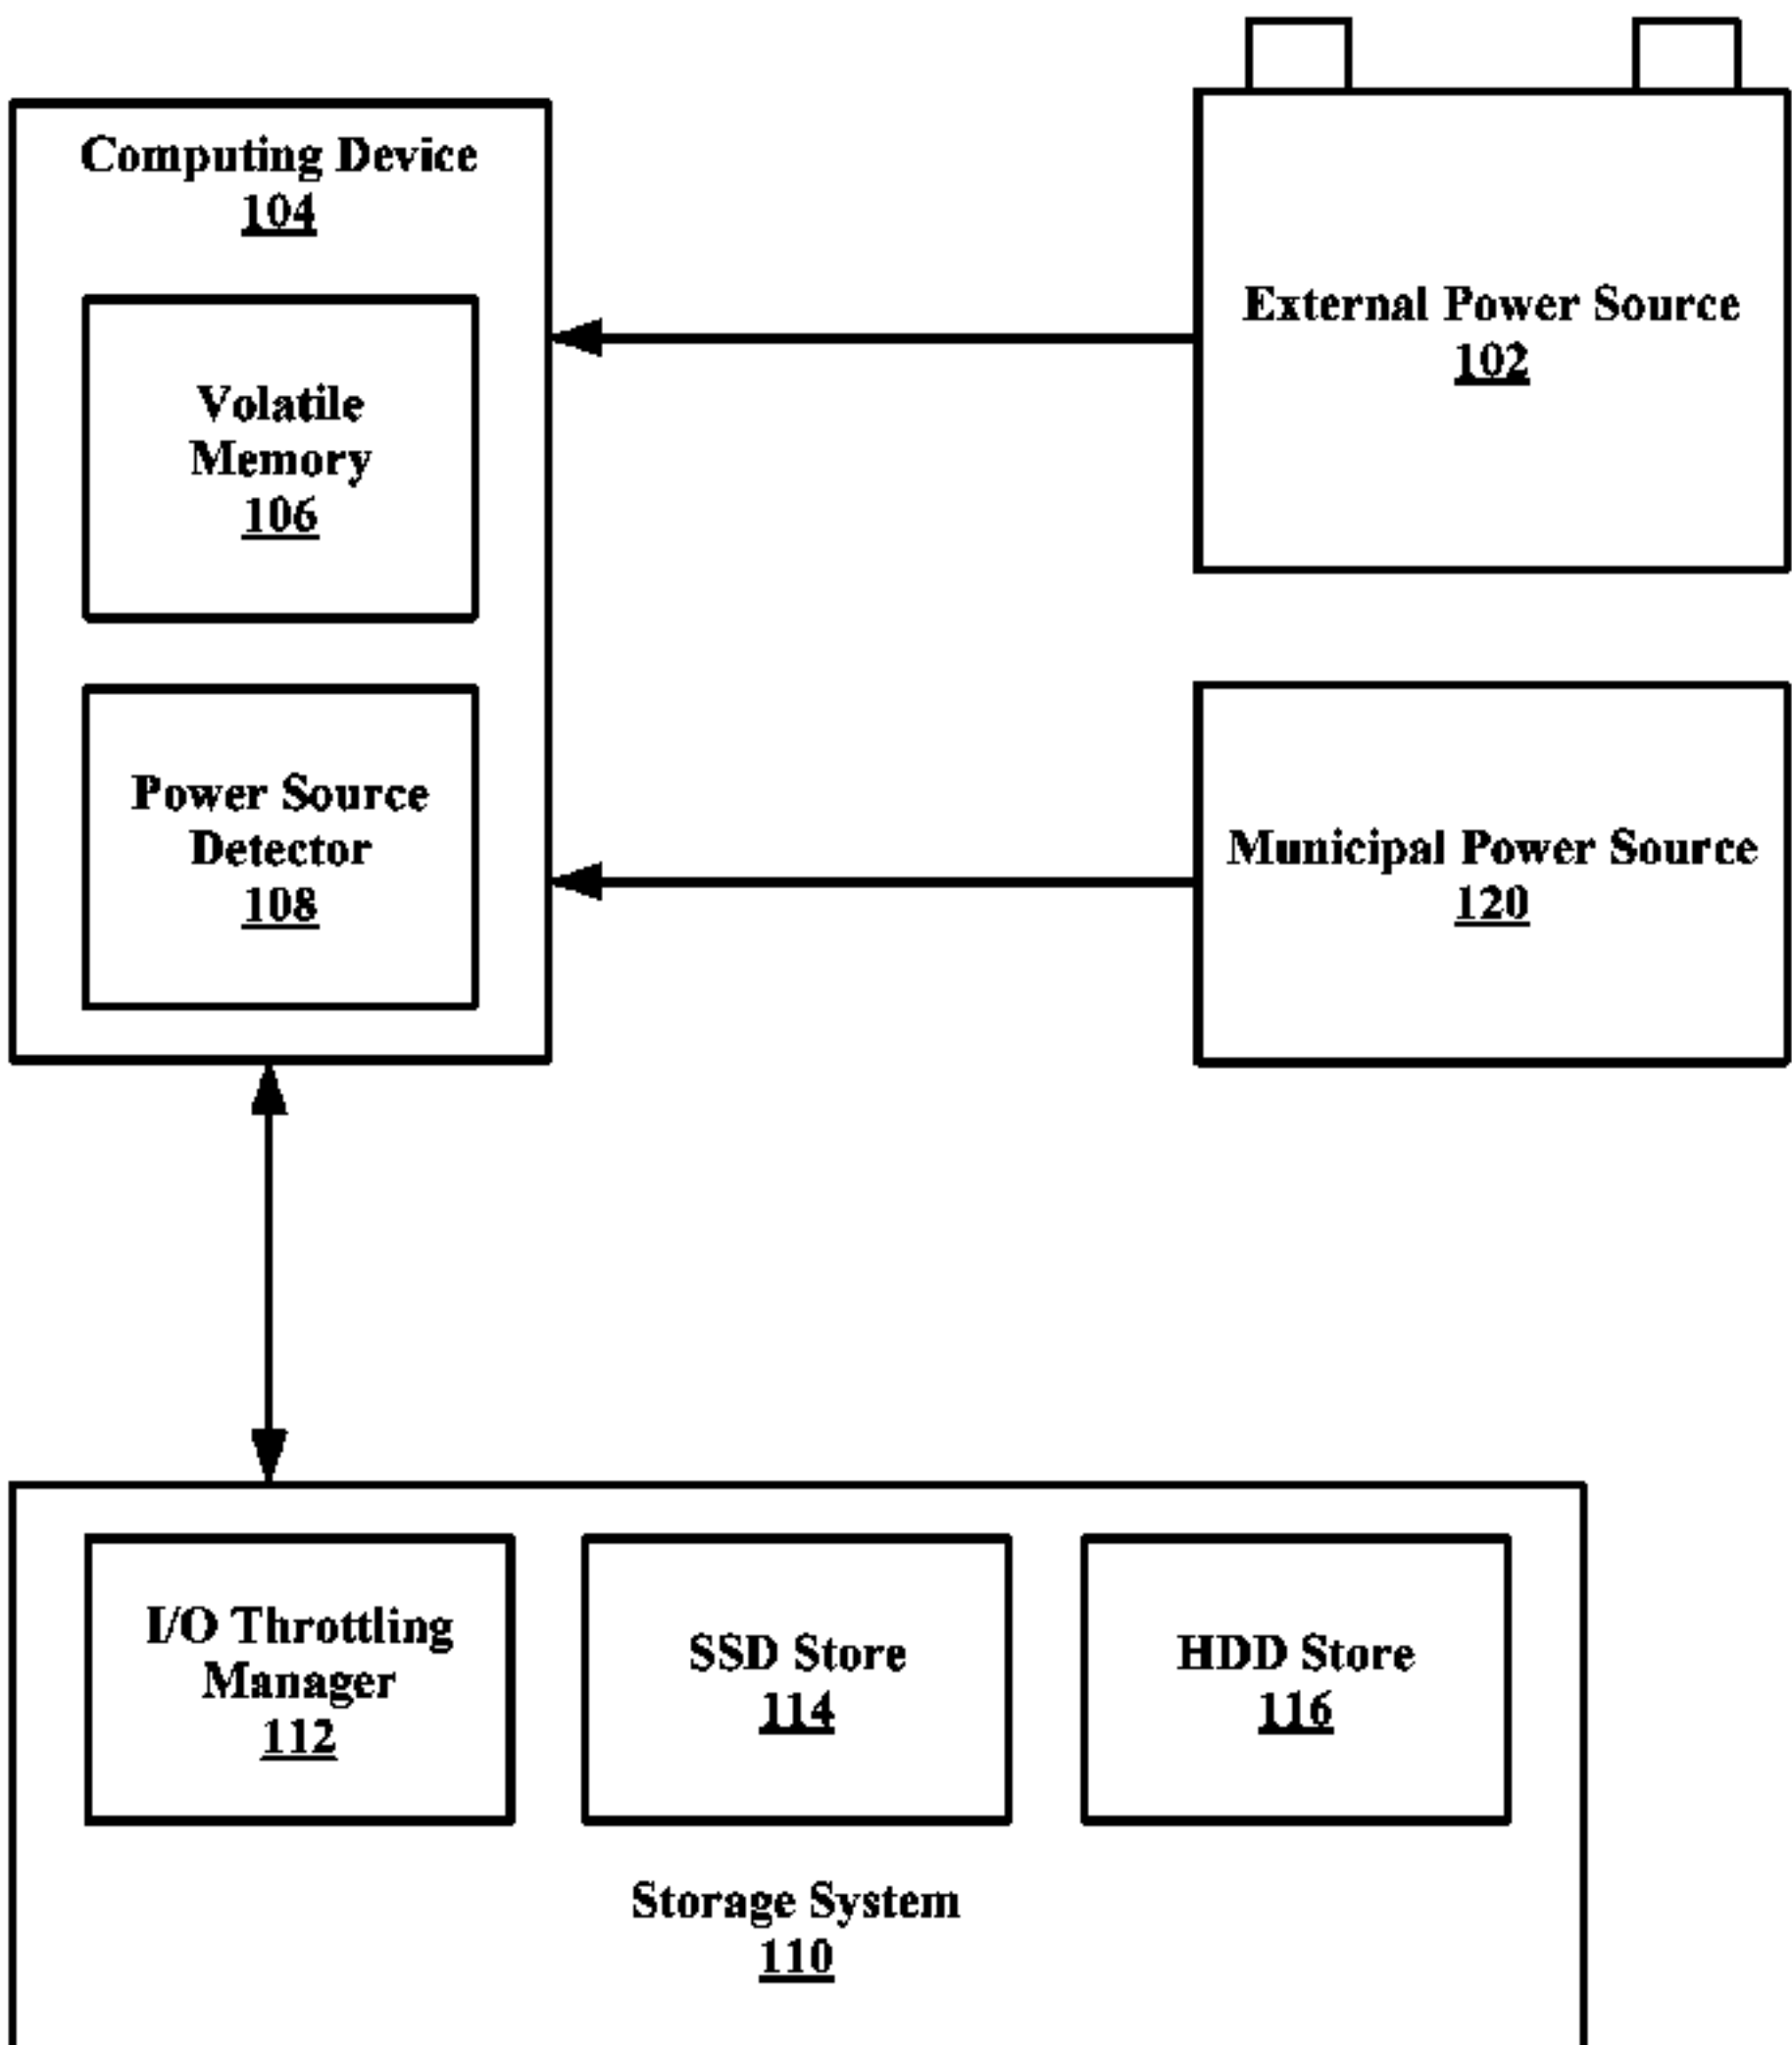 Computing Device
104
Volatile
Memory
106
Power Source
Detector
108
External Power Source
102
Municipal Power Source
120
I/O Throttling
Manager
112
SSD Store
114
HDD Store
116
Storage System
110